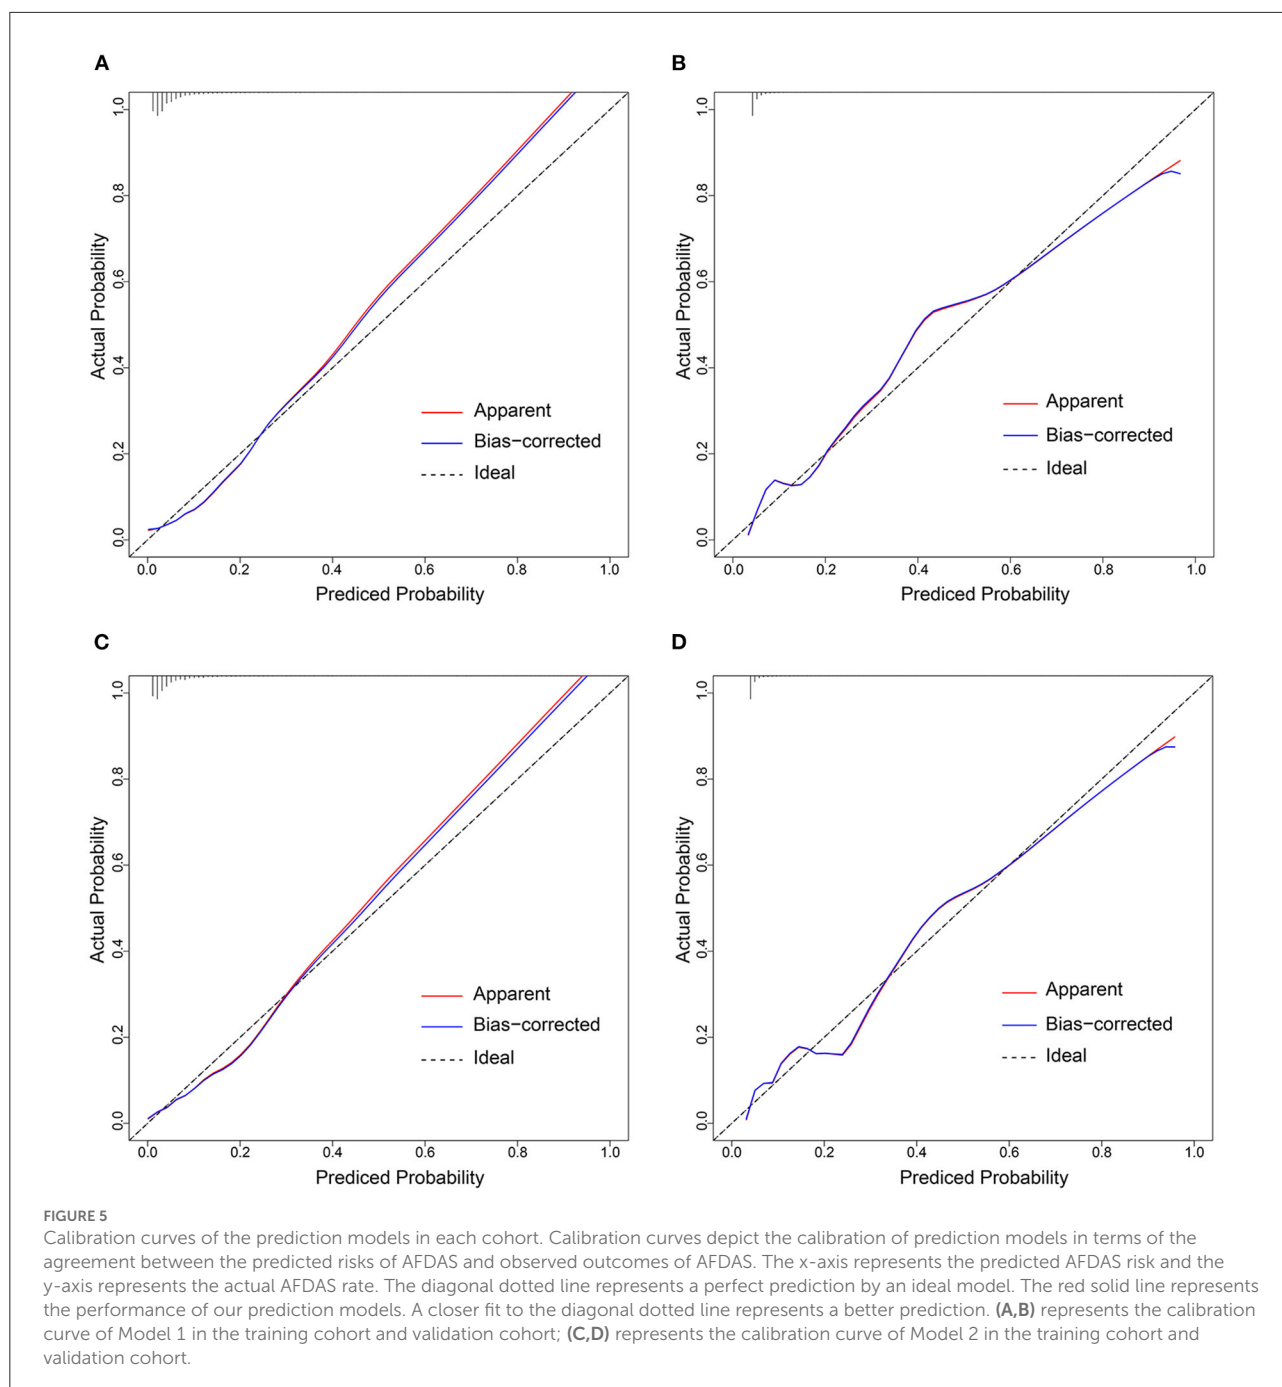 A
B
1.0
0.8
0.6
0.4
0.2
0.0
Actual Probability
Apparent
Bias-corrected
Ideal
0.0 0.2 0.4 0.6 0.8 1.0
Prediced Probability
1.0
0.8
0.6
0.4
0.2
0.0
Actual Probability
Apparent
Bias-corrected
Ideal
0.0 0.2 0.4 0.6 0.8 1.0
Prediced Probability
C
D
1.0
0.8
0.6
0.4
0.2
0.0
Actual Probability
Apparent
Bias-corrected
Ideal
0.0 0.2 0.4 0.6 0.8 1.0
Prediced Probability
1.0
0.8
0.6
0.4
0.2
0.0
Actual Probability
Apparent
Bias-corrected
Ideal
0.0 0.2 0.4 0.6 0.8 1.0
Prediced Probability
FIGURE 5
Calibration curves of the prediction models in each cohort. Calibration curves depict the calibration of prediction models in terms of the
agreement between the predicted risks of AFDAS and observed outcomes of AFDAS. The x-axis represents the predicted AFDAS risk and the
y-axis represents the actual AFDAS rate. The diagonal dotted line represents a perfect prediction by an ideal model. The red solid line represents
the performance of our prediction models. A closer fit to the diagonal dotted line represents a better prediction. (A,B) represents the calibration
curve of Model 1 in the training cohort and validation cohort; (C,D) represents the calibration curve of Model 2 in the training cohort and
validation cohort.